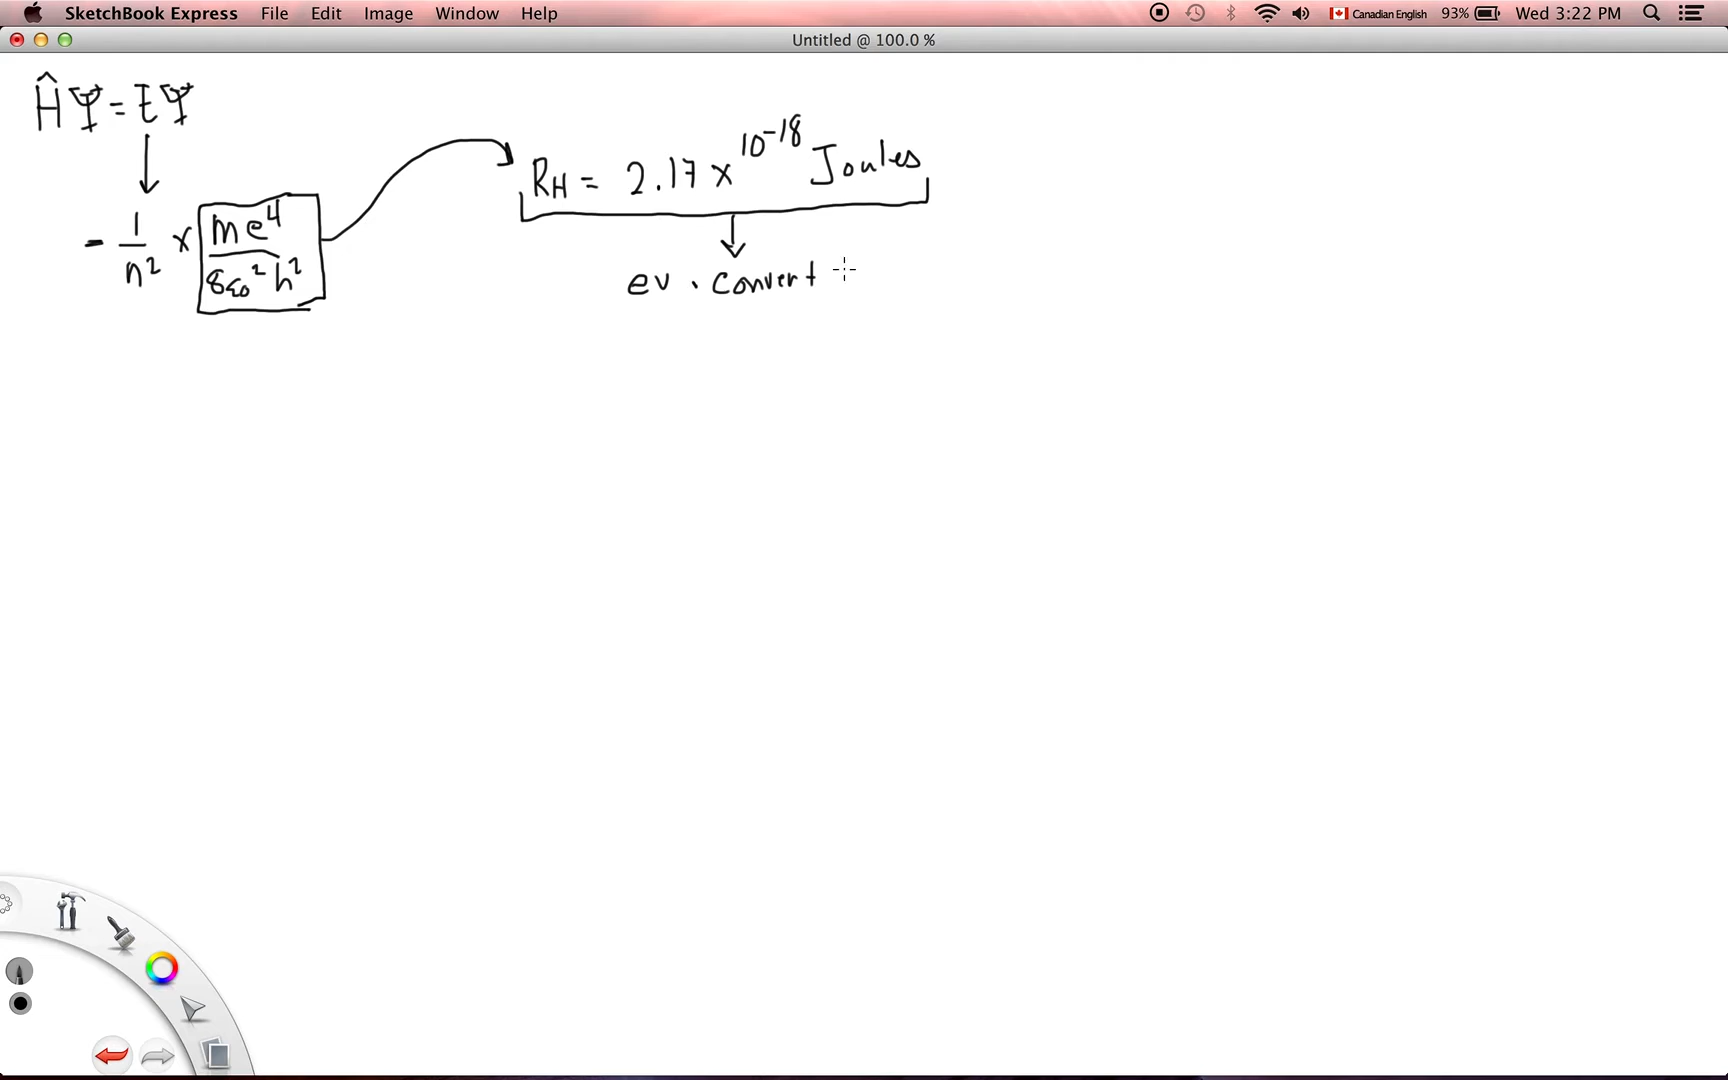 SketchBook Express File Edit Image Window Help Canadian English 93% Wed 3:22 PM
Untitled @ 100.0 %
ĤΨ = EΨ
RH = 2.17 x 10^-18 Joules
- 1/n² x me⁴/8ε₀²h²
ev . convert